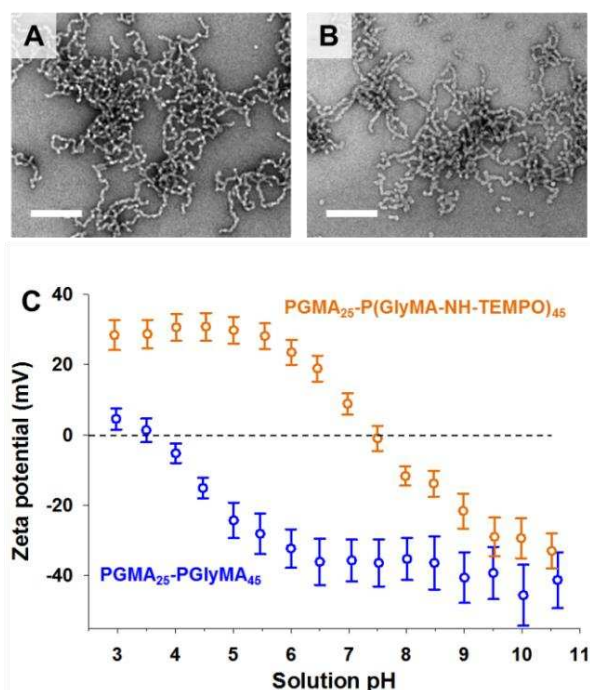 A
B
C
PGMA25-P(GlyMA-NH-TEMPO)45
PGMA25-PGlyMA45
Zeta potential (mV)
40
20
0
-20
-40
3 4 5 6 7 8 9 10 11
Solution pH